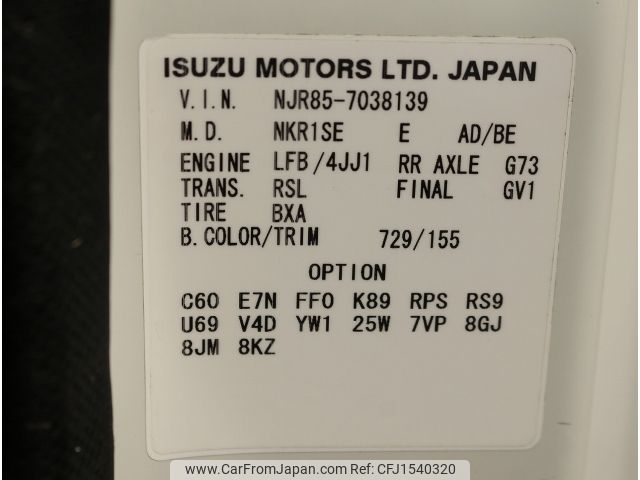 ISUZU MOTORS LTD. JAPAN
V.I.N. NJR85-7038139
M.D. NKR1SE E AD/BE
ENGINE LFB/4JJ1 RR AXLE G73
TRANS. RSL FINAL GV1
TIRE BXA
B.COLOR/TRIM 729/155
OPTION
C60 E7N FF0 K89 RPS RS9
U69 V4D YW1 25W 7VP 8GJ
8JM 8KZ
www.CarFromJapan.com | CFJ1540320